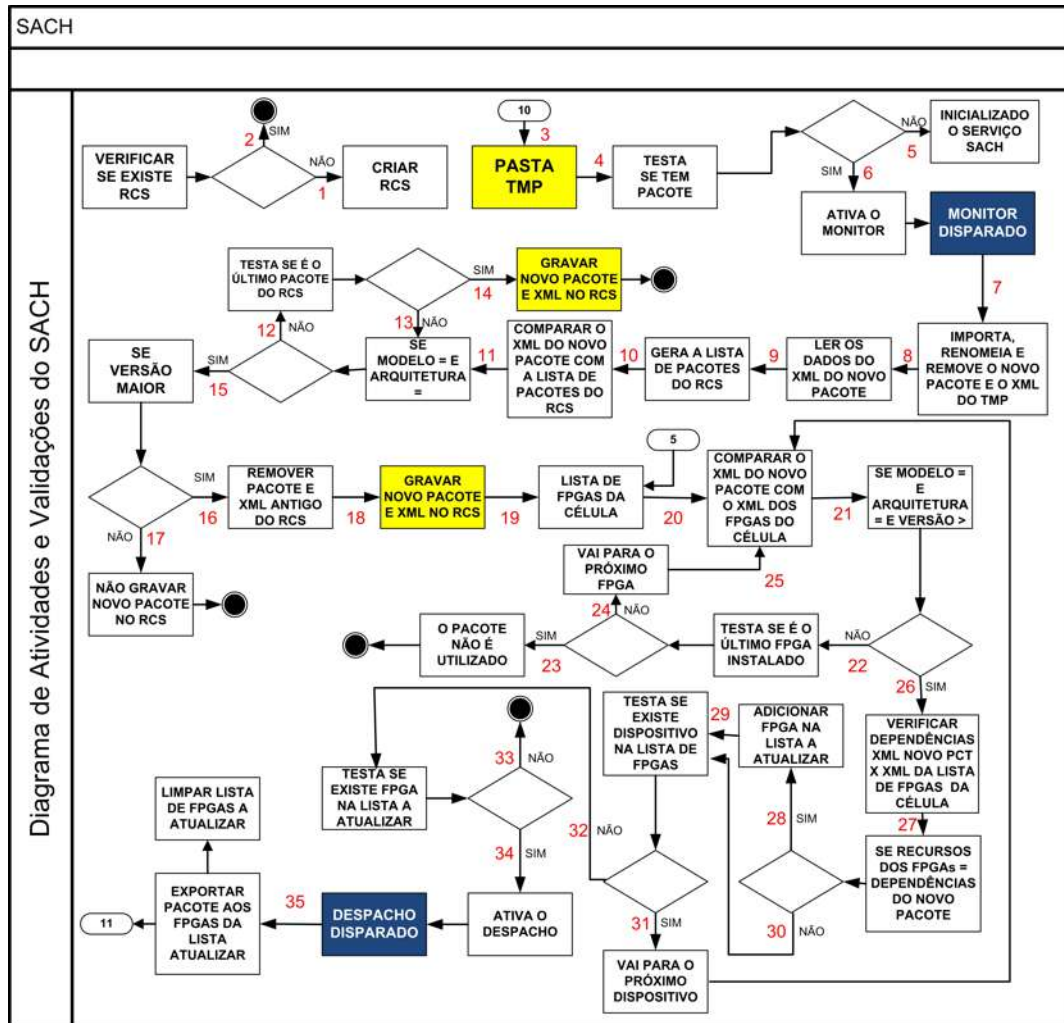 SACH
Diagrama de Atividades e Validações do SACH
VERIFICAR
SE EXISTE
RCS
2
SIM
NÃO
1
CRIAR
RCS
10
3
PASTA
TMP
4
TESTA
SE TEM
PACOTE
NÃO
5
INICIALIZADO
O SERVIÇO
SACH
6
SIM
ATIVA O
MONITOR
MONITOR
DISPARADO
7
TESTA SE É O
ÚLTIMO PACOTE
DO RCS
SIM
14
GRAVAR
NOVO PACOTE
E XML NO RCS
12
NÃO
13
NÃO
SE
VERSÃO
MAIOR
SIM
15
SE
MODELO = E
ARQUITETURA
=
11
COMPARAR O
XML DO NOVO
PACOTE COM
A LISTA DE
PACOTES DO
RCS
10
GERA A LISTA
DE PACOTES
DO RCS
9
LER OS
DADOS DO
XML DO NOVO
PACOTE
8
IMPORTA,
RENOMEIA E
REMOVE O NOVO
PACOTE E O XML
DO TMP
5
SIM
16
REMOVER
PACOTE E
XML ANTIGO
DO RCS
18
GRAVAR
NOVO PACOTE
E XML NO RCS
19
LISTA DE
FPGAS DA
CÉLULA
20
COMPARAR O
XML DO NOVO
PACOTE COM
O XML DOS
FPGAS DO
CÉLULA
21
SE MODELO =
E
ARQUITETURA
= E VERSÃO >
NÃO
17
NÃO GRAVAR
NOVO PACOTE
NO RCS
VAI PARA O
PRÓXIMO
FPGA
25
24
NÃO
O PACOTE
NÃO É
UTILIZADO
SIM
23
TESTA SE É O
ÚLTIMO FPGA
INSTALADO
NÃO
22
26
SIM
TESTA SE
EXISTE
DISPOSITIVO
NA LISTA DE
FPGAS
29
ADICIONAR
FPGA NA
LISTA A
ATUALIZAR
VERIFICAR
DEPENDÊNCIAS
XML NOVO PCT
X XML DA LISTA
DE FPGAS DA
CÉLULA
27
28
SIM
SE RECURSOS
DOS FPGAs =
DEPENDÊNCIAS
DO NOVO
PACOTE
30
NÃO
LIMPAR LISTA
DE FPGAS A
ATUALIZAR
TESTA SE
EXISTE FPGA
NA LISTA A
ATUALIZAR
33
NÃO
32
NÃO
34
SIM
31
SIM
11
EXPORTAR
PACOTE AOS
FPGAS DA
LISTA
ATUALIZAR
35
DESPACHO
DISPARADO
ATIVA O
DESPACHO
VAI PARA O
PRÓXIMO
DISPOSITIVO